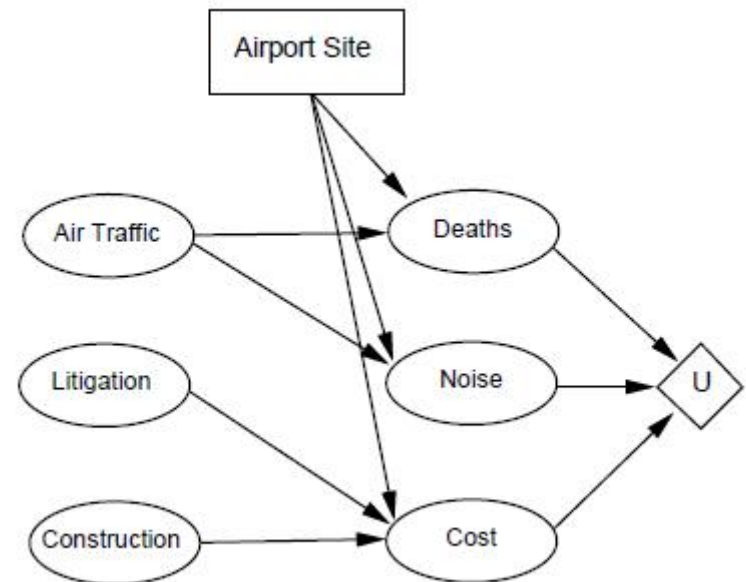 Airport Site
Air Traffic
Deaths
Litigation
Noise
U
Construction
Cost